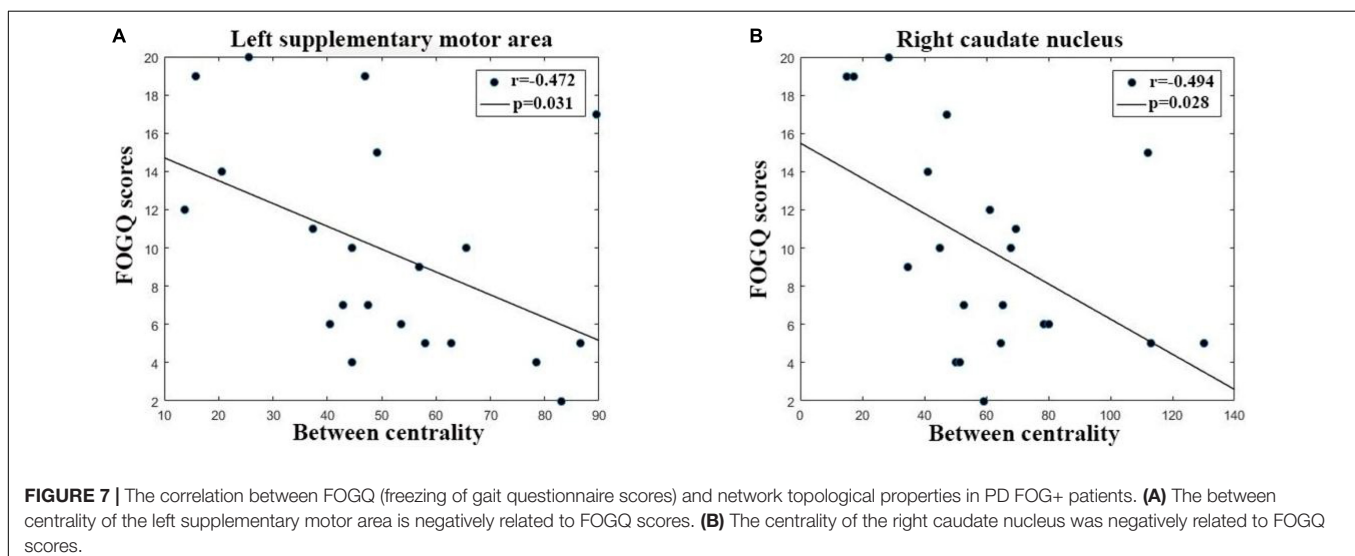 A
Left supplementary motor area
20
18
16
14
12
10
8
6
4
2
FOGQ scores
r=-0.472
p=0.031
10 20 30 40 50 60 70 80 90
Between centrality
B
Right caudate nucleus
20
18
16
14
12
10
8
6
4
2
FOGQ scores
r=-0.494
p=0.028
0 20 40 60 80 100 120 140
Between centrality
FIGURE 7 | The correlation between FOGQ (freezing of gait questionnaire scores) and network topological properties in PD FOG+ patients. (A) The between
centrality of the left supplementary motor area is negatively related to FOGQ scores. (B) The centrality of the right caudate nucleus was negatively related to FOGQ
scores.